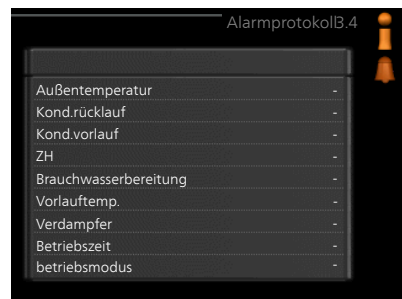 Alarmprotokoll3.4
Außentemperatur -
Kond.rücklauf -
Kond.vorlauf -
ZH -
Brauchwasserbereitung -
Vorlauftemp. -
Verdampfer -
Betriebszeit -
betriebsmodus -